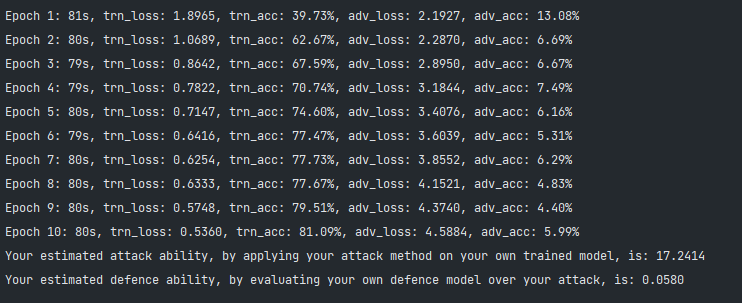 Epoch 1: 81s, trn_loss: 1.8965, trn_acc: 39.73%, adv_loss: 2.1927, adv_acc: 13.08%
Epoch 2: 80s, trn_loss: 1.0689, trn_acc: 62.67%, adv_loss: 2.2870, adv_acc: 6.69%
Epoch 3: 79s, trn_loss: 0.8642, trn_acc: 67.59%, adv_loss: 2.8950, adv_acc: 6.67%
Epoch 4: 79s, trn_loss: 0.7822, trn_acc: 70.74%, adv_loss: 3.1844, adv_acc: 7.49%
Epoch 5: 80s, trn_loss: 0.7147, trn_acc: 74.60%, adv_loss: 3.4076, adv_acc: 6.16%
Epoch 6: 79s, trn_loss: 0.6416, trn_acc: 77.47%, adv_loss: 3.6039, adv_acc: 5.31%
Epoch 7: 80s, trn_loss: 0.6254, trn_acc: 77.73%, adv_loss: 3.8552, adv_acc: 6.29%
Epoch 8: 80s, trn_loss: 0.6333, trn_acc: 77.67%, adv_loss: 4.1521, adv_acc: 4.83%
Epoch 9: 80s, trn_loss: 0.5748, trn_acc: 79.51%, adv_loss: 4.3740, adv_acc: 4.40%
Epoch 10: 80s, trn_loss: 0.5360, trn_acc: 81.09%, adv_loss: 4.5884, adv_acc: 5.99%
Your estimated attack ability, by applying your attack method on your own trained model, is: 17.2414
Your estimated defence ability, by evaluating your own defence model over your attack, is: 0.0580